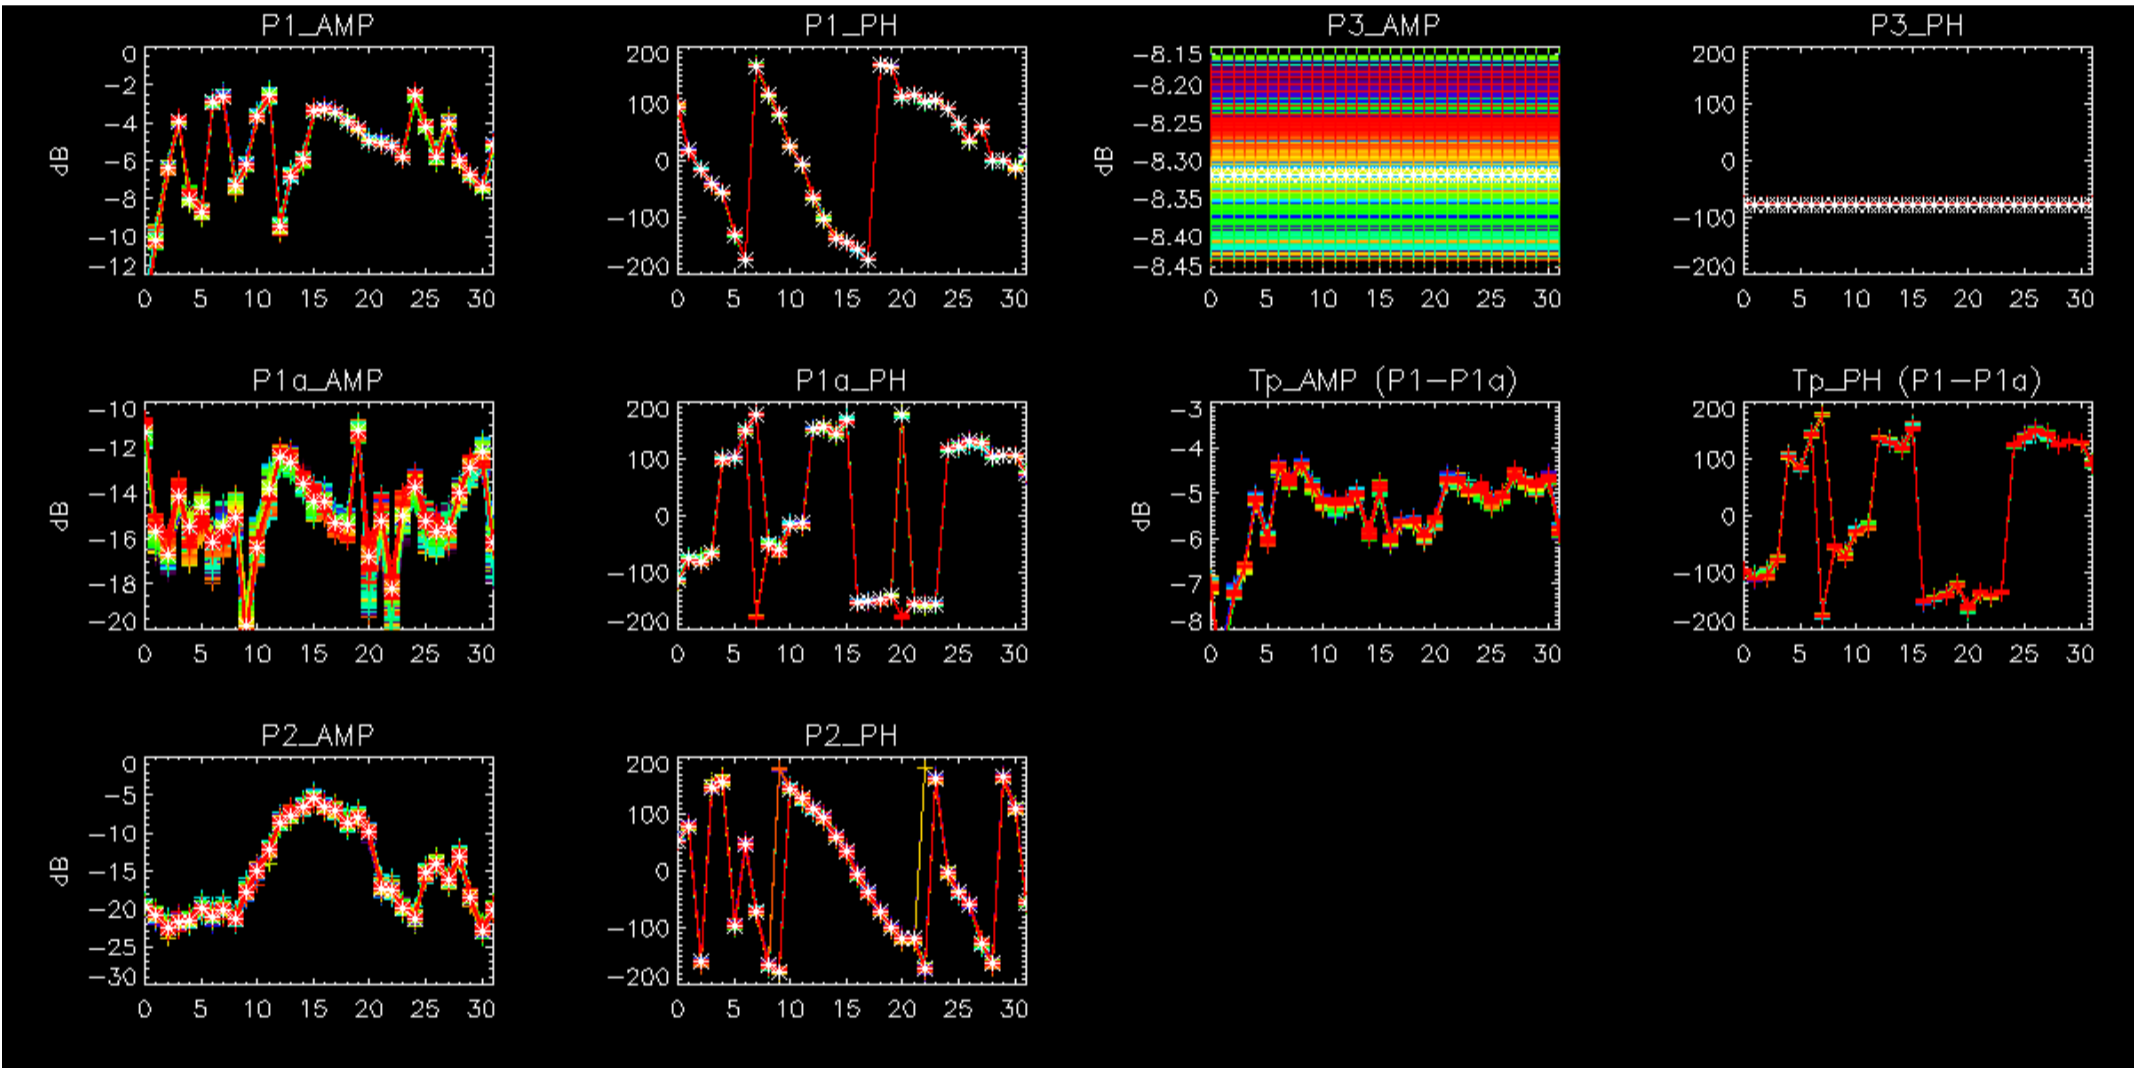 P1_AMP
0
−2
−4
−6
−8
−10
−12
dB
0 5 10 15 20 25 30
P1_PH
200
100
0
−100
−200
0 5 10 15 20 25 30
P3_AMP
−8.15
−8.20
−8.25
−8.30
−8.35
−8.40
−8.45
dB
0 5 10 15 20 25 30
P3_PH
200
100
0
−100
−200
0 5 10 15 20 25 30
P1a_AMP
−10
−12
−14
−16
−18
−20
dB
0 5 10 15 20 25 30
P1a_PH
200
100
0
−100
−200
0 5 10 15 20 25 30
Tp_AMP (P1−P1a)
−3
−4
−5
−6
−7
−8
dB
0 5 10 15 20 25 30
Tp_PH (P1−P1a)
200
100
0
−100
−200
0 5 10 15 20 25 30
P2_AMP
0
−5
−10
−15
−20
−25
−30
dB
0 5 10 15 20 25 30
P2_PH
200
100
0
−100
−200
0 5 10 15 20 25 30